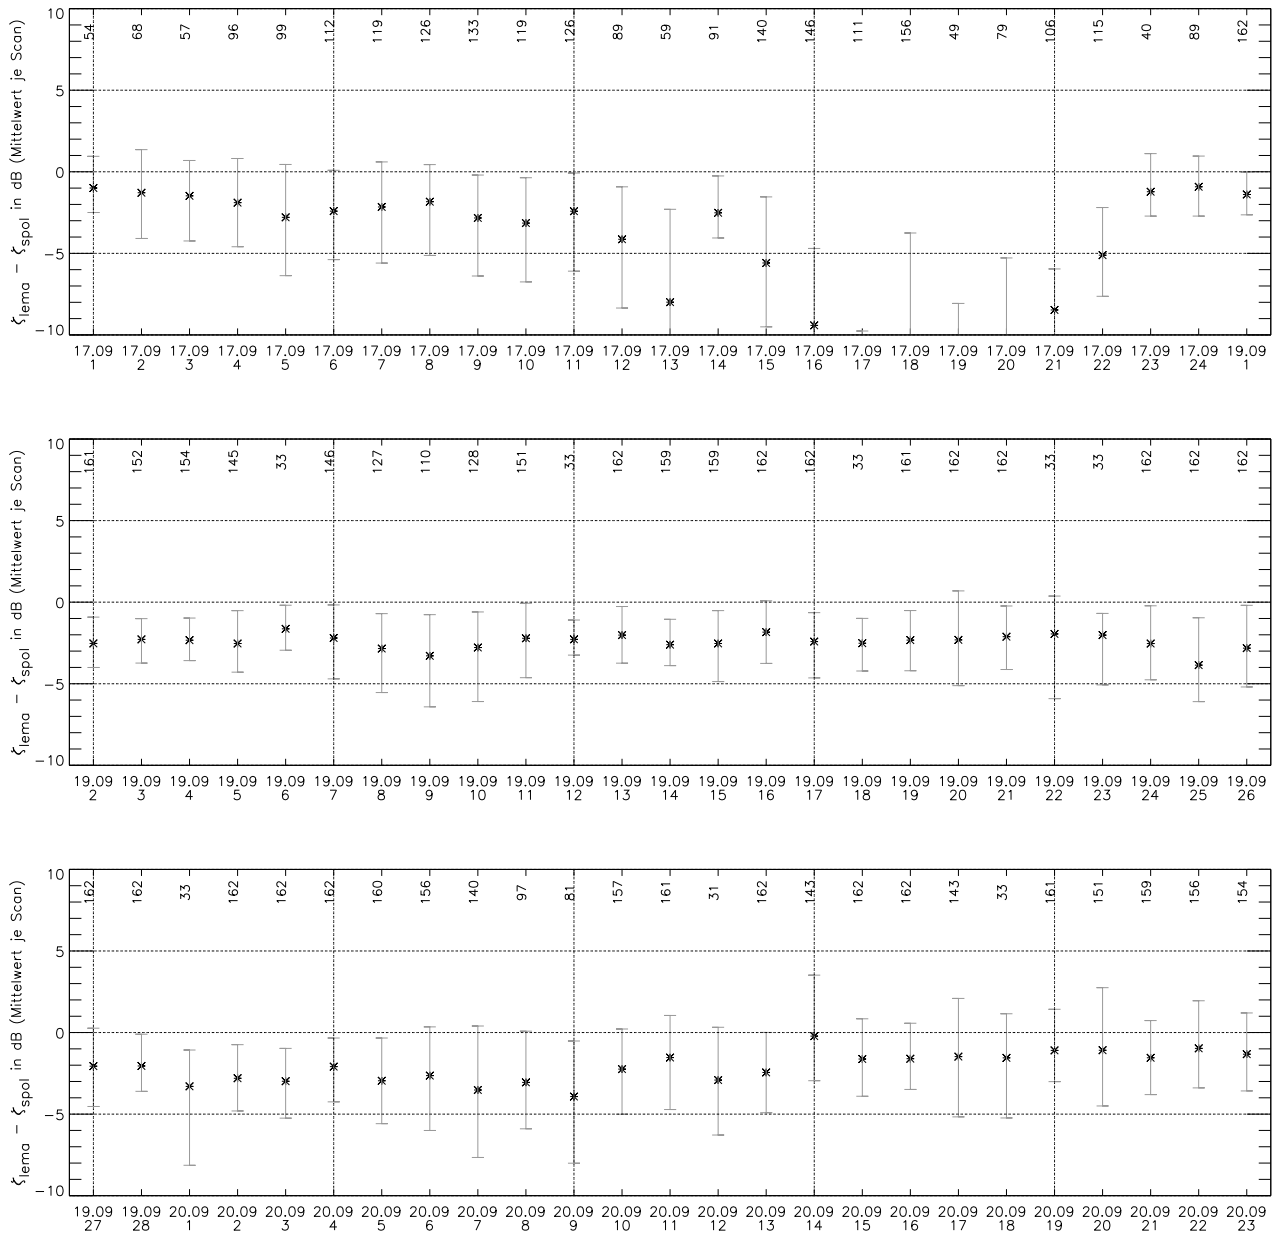 54 68 57 96 99 112 119 126 133 119 126 89 59 91 140 146 111 156 49 79 106 115 40 89 162
10
5
0
−5
−10
ζlema − ζspol in dB (Mittelwert je Scan)
17.09 17.09 17.09 17.09 17.09 17.09 17.09 17.09 17.09 17.09 17.09 17.09 17.09 17.09 17.09 17.09 17.09 17.09 17.09 17.09 17.09 17.09 17.09 17.09 19.09
1 2 3 4 5 6 7 8 9 10 11 12 13 14 15 16 17 18 19 20 21 22 23 24 1
161 152 154 145 33 146 127 110 128 151 33 162 159 159 162 162 33 161 162 162 33 33 162 162 162
10
5
0
−5
−10
ζlema − ζspol in dB (Mittelwert je Scan)
19.09 19.09 19.09 19.09 19.09 19.09 19.09 19.09 19.09 19.09 19.09 19.09 19.09 19.09 19.09 19.09 19.09 19.09 19.09 19.09 19.09 19.09 19.09 19.09 19.09
2 3 4 5 6 7 8 9 10 11 12 13 14 15 16 17 18 19 20 21 22 23 24 25 26
162 162 33 162 162 162 160 156 140 97 81 157 161 31 162 143 162 162 143 33 161 151 159 156 154
10
5
0
−5
−10
ζlema − ζspol in dB (Mittelwert je Scan)
19.09 19.09 20.09 20.09 20.09 20.09 20.09 20.09 20.09 20.09 20.09 20.09 20.09 20.09 20.09 20.09 20.09 20.09 20.09 20.09 20.09 20.09 20.09 20.09 20.09
27 28 1 2 3 4 5 6 7 8 9 10 11 12 13 14 15 16 17 18 19 20 21 22 23